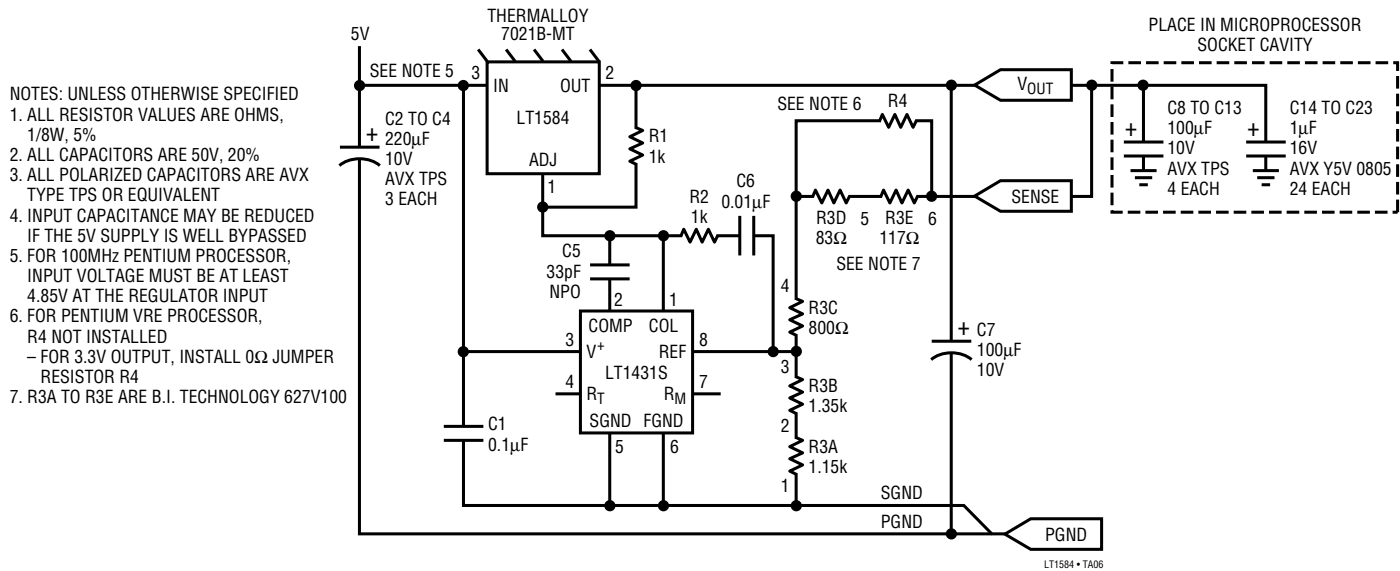 NOTES: UNLESS OTHERWISE SPECIFIED
1. ALL RESISTOR VALUES ARE OHMS,
1/8W, 5%
2. ALL CAPACITORS ARE 50V, 20%
3. ALL POLARIZED CAPACITORS ARE AVX
TYPE TPS OR EQUIVALENT
4. INPUT CAPACITANCE MAY BE REDUCED
IF THE 5V SUPPLY IS WELL BYPASSED
5. FOR 100MHz PENTIUM PROCESSOR,
INPUT VOLTAGE MUST BE AT LEAST
4.85V AT THE REGULATOR INPUT
6. FOR PENTIUM VRE PROCESSOR,
R4 NOT INSTALLED
– FOR 3.3V OUTPUT, INSTALL 0Ω JUMPER
RESISTOR R4
7. R3A TO R3E ARE B.I. TECHNOLOGY 627V100
5V
SEE NOTE 5
+
C2 TO C4
220µF
10V
AVX TPS
3 EACH
THERMALLOY
7021B-MT
3
IN
OUT
2
LT1584
ADJ
1
R1
1k
R2
1k
C6
0.01µF
C5
33pF
NPO
2
1
COMP
COL
3
V+
REF
8
LT1431S
4
RT
RM
7
SGND
FGND
5
6
C1
0.1µF
SEE NOTE 6
R4
R3D
83Ω
5
R3E
117Ω
6
SEE NOTE 7
4
R3C
800Ω
3
R3B
1.35k
2
R3A
1.15k
1
SGND
PGND
+
C7
100µF
10V
VOUT
SENSE
PGND
PLACE IN MICROPROCESSOR
SOCKET CAVITY
+
C8 TO C13
100µF
10V
AVX TPS
4 EACH
+
C14 TO C23
1µF
16V
AVX Y5V 0805
24 EACH
LT1584 • TA06